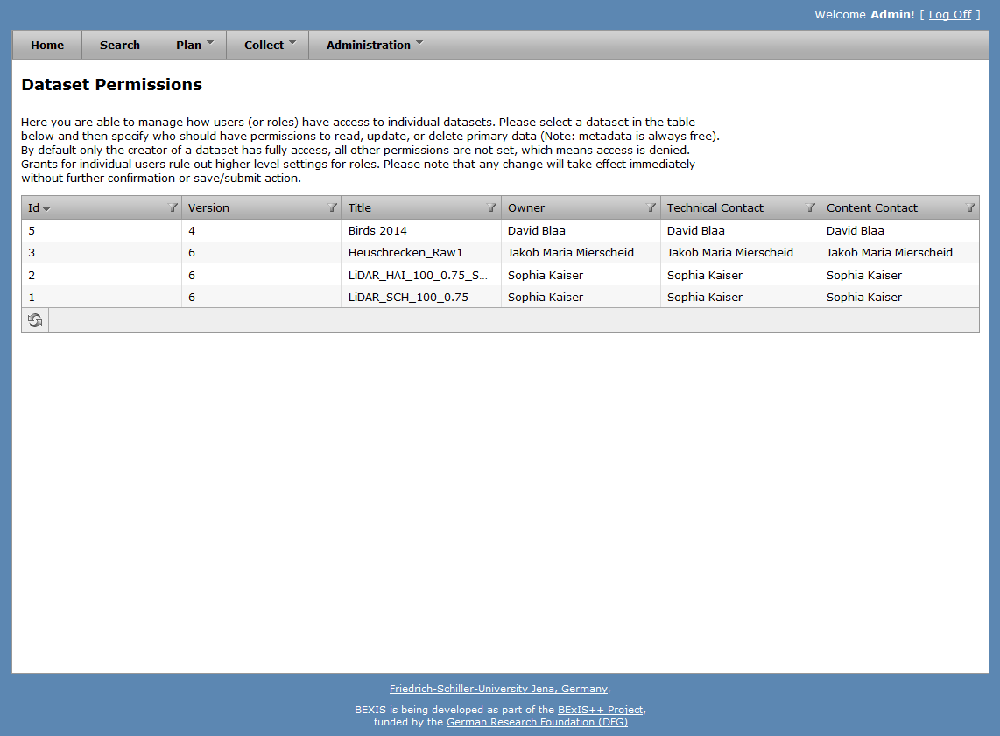 Welcome Admin! [ Log Off ]
Home Search Plan Collect Administration
Dataset Permissions
Here you are able to manage how users (or roles) have access to individual datasets. Please select a dataset in the table
below and then specify who should have permissions to read, update, or delete primary data (Note: metadata is always free).
By default only the creator of a dataset has fully access, all other permissions are not set, which means access is denied.
Grants for individual users rule out higher level settings for roles. Please note that any change will take effect immediately
without further confirmation or save/submit action.
Id Version Title Owner Technical Contact Content Contact
5 4 Birds 2014 David Blaa David Blaa David Blaa
3 6 Heuschrecken_Raw1 Jakob Maria Mierscheid Jakob Maria Mierscheid Jakob Maria Mierscheid
2 6 LiDAR_HAI_100_0.75_S... Sophia Kaiser Sophia Kaiser Sophia Kaiser
1 6 LiDAR_SCH_100_0.75 Sophia Kaiser Sophia Kaiser Sophia Kaiser
Friedrich-Schiller-University Jena, Germany
BEXIS is being developed as part of the BExIS++ Project,
funded by the German Research Foundation (DFG)